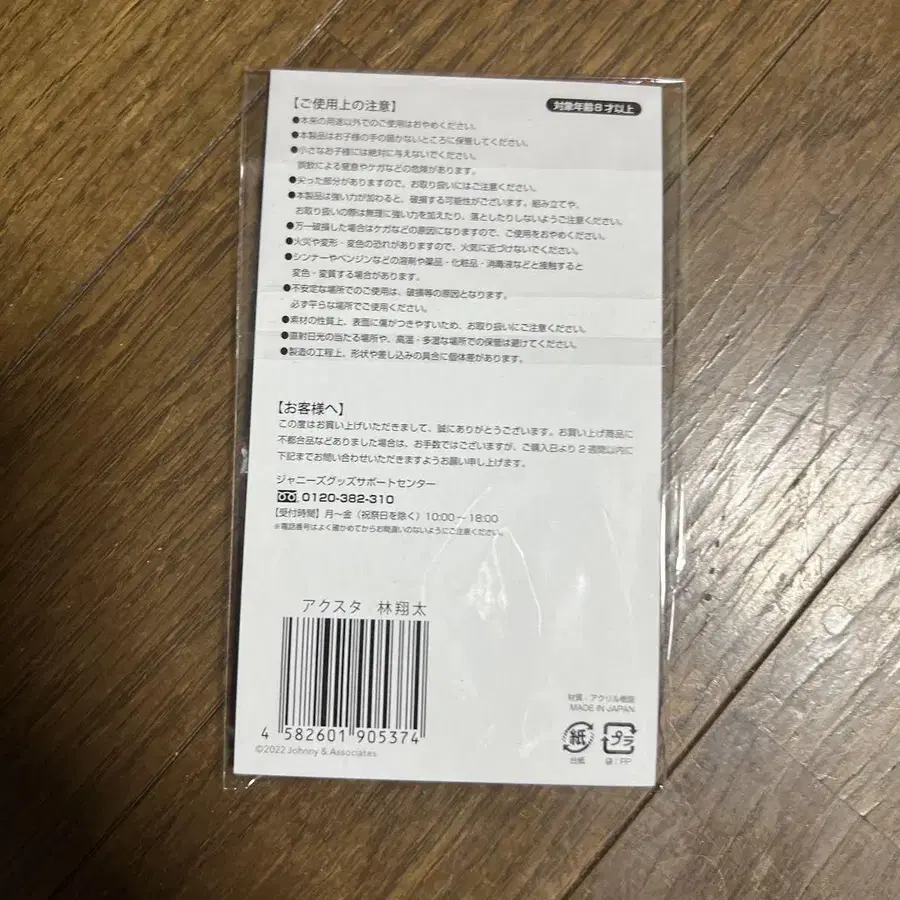 【ご使用上の注意】
対象年齢8才以上
●本来の用途以外でのご使用はおやめください。
●本製品はお子様の手の届かないところに保管してください。
●小さなお子様には絶対に与えないでください。
誤飲による窒息やケガなどの危険があります。
●尖った部分がありますので、お取り扱いにはご注意ください。
●本製品は強い力が加わると、破損する可能性がございます。組み立てや、
お取り扱いの際は無理に強い力を加えたり、落としたりしないようご注意ください。
●万一破損した場合はケガなどの原因になりますので、ご使用をおやめください。
●火災や変形・変色の恐れがありますので、火気に近づけないでください。
●シンナーやベンジンなどの溶剤や薬品・化粧品・消毒液などと接触すると
変色・変質する場合があります。
●不安定な場所でのご使用は、破損等の原因となります。
必ず平らな場所でご使用ください。
●素材の性質上、表面に傷がつきやすいため、お取り扱いにご注意ください。
●直射日光の当たる場所や、高温・多湿な場所での保管は避けてください。
●製造の工程上、形状や差し込みの具合に個体差があります。
【お客様へ】
この度はお買い上げいただきまして、誠にありがとうございます。お買い上げ商品に
不都合品などありました場合は、お手数ではございますが、ご購入日より2週間以内に
下記までお問い合わせいただきますようお願い申し上げます。
ジャニーズグッズサポートセンター
0120-382-310
【受付時間】月〜金（祝祭日を除く）10:00〜18:00
※電話番号はよく確かめてからお間違いのないようにご注意ください。
アクスタ 林翔太
4 582601 905374
©2022 Johnny & Associates
材質：アクリル樹脂
MADE IN JAPAN
紙
プラ
台紙
袋：PP